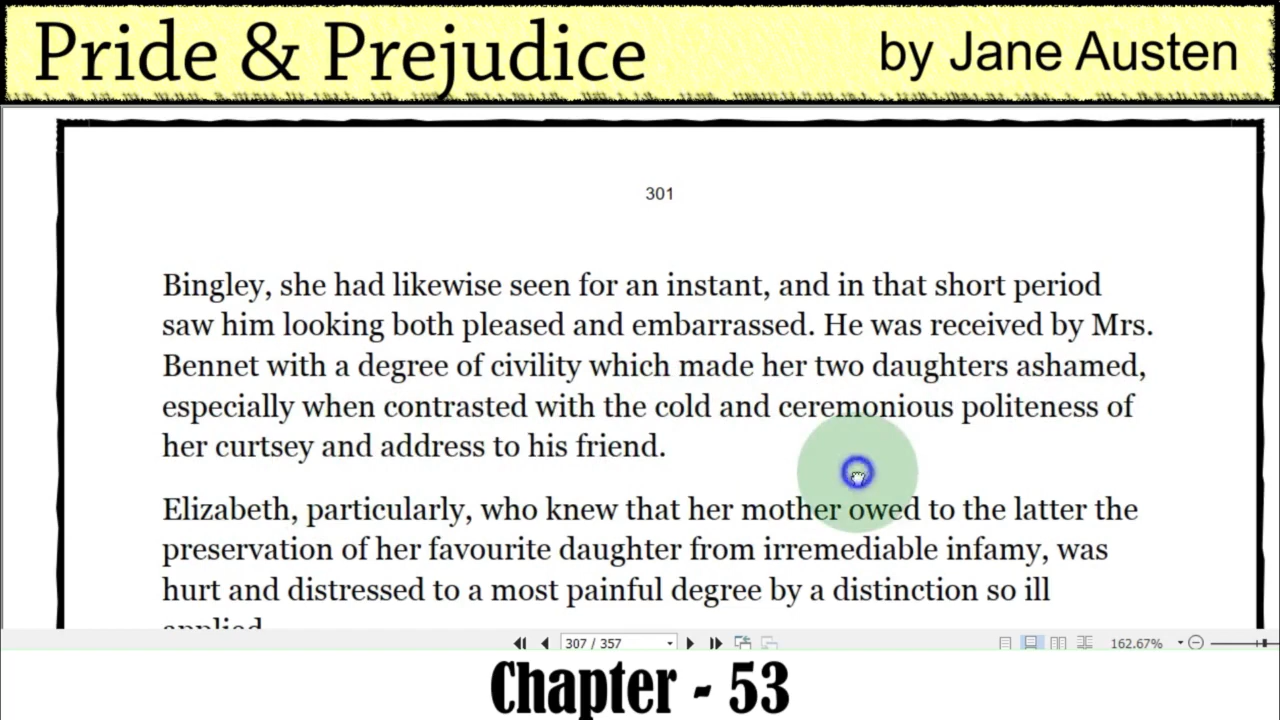 Pride & Prejudice
by Jane Austen
301
Bingley, she had likewise seen for an instant, and in that short period
saw him looking both pleased and embarrassed. He was received by Mrs.
Bennet with a degree of civility which made her two daughters ashamed,
especially when contrasted with the cold and ceremonious politeness of
her curtsey and address to his friend.
Elizabeth, particularly, who knew that her mother owed to the latter the
preservation of her favourite daughter from irremediable infamy, was
hurt and distressed to a most painful degree by a distinction so ill
applied.
307 / 357
162.67%
Chapter - 53